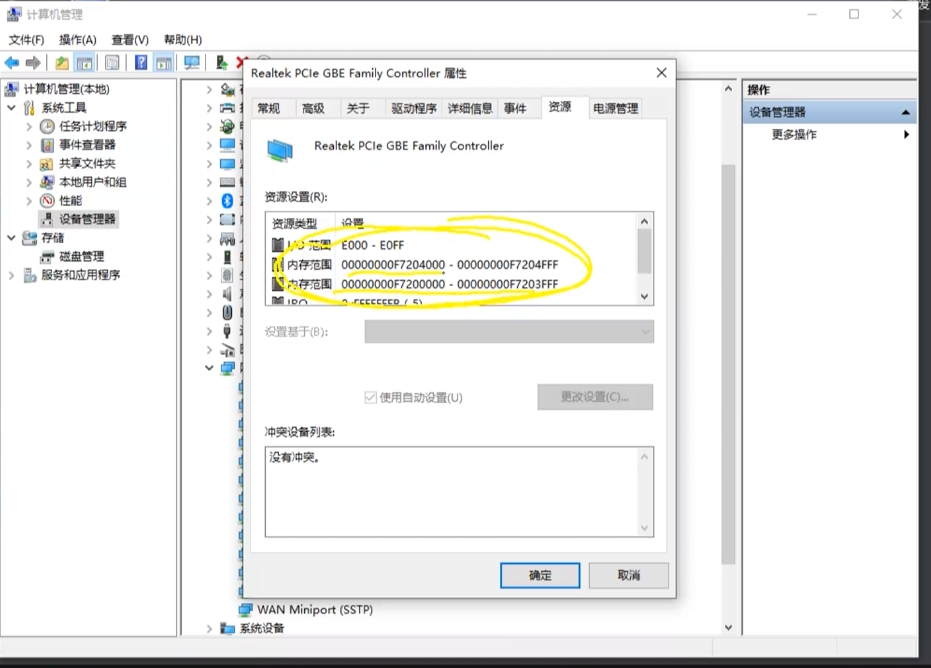 计算机管理
文件(F) 操作(A) 查看(V) 帮助(H)
计算机管理(本地)
系统工具
任务计划程序
事件查看器
共享文件夹
本地用户和组
性能
设备管理器
存储
磁盘管理
服务和应用程序
Realtek PCIe GBE Family Controller 属性
常规 高级 关于 驱动程序 详细信息 事件 资源 电源管理
Realtek PCIe GBE Family Controller
资源设置(R):
资源类型 设置
I/O 范围 E000 - E0FF
内存范围 00000000F7204000 - 00000000F7204FFF
内存范围 00000000F7200000 - 00000000F7203FFF
IRQ
设置基于(B):
使用自动设置(U) 更改设置(C)...
冲突设备列表:
没有冲突。
确定 取消
WAN Miniport (SSTP)
系统设备
操作
设备管理器
更多操作